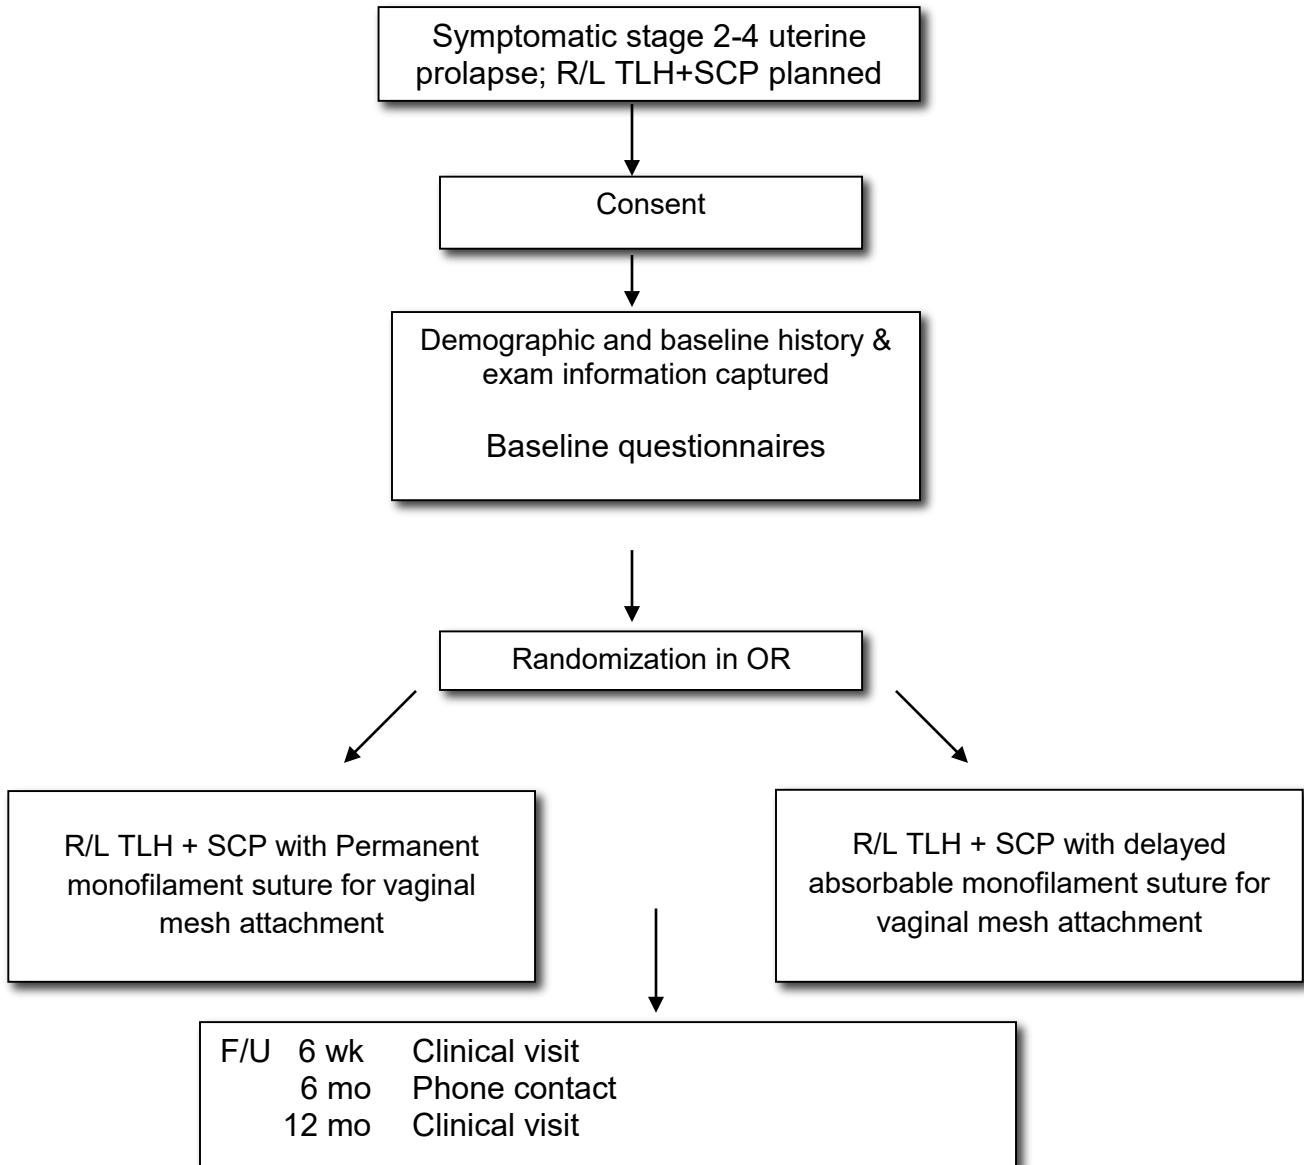 Symptomatic stage 2-4 uterine
prolapse; R/L TLH+SCP planned
Consent
Demographic and baseline history &
exam information captured
Baseline questionnaires
Randomization in OR
R/L TLH + SCP with Permanent
monofilament suture for vaginal
mesh attachment
R/L TLH + SCP with delayed
absorbable monofilament suture for
vaginal mesh attachment
F/U 6 wk Clinical visit
6 mo Phone contact
12 mo Clinical visit